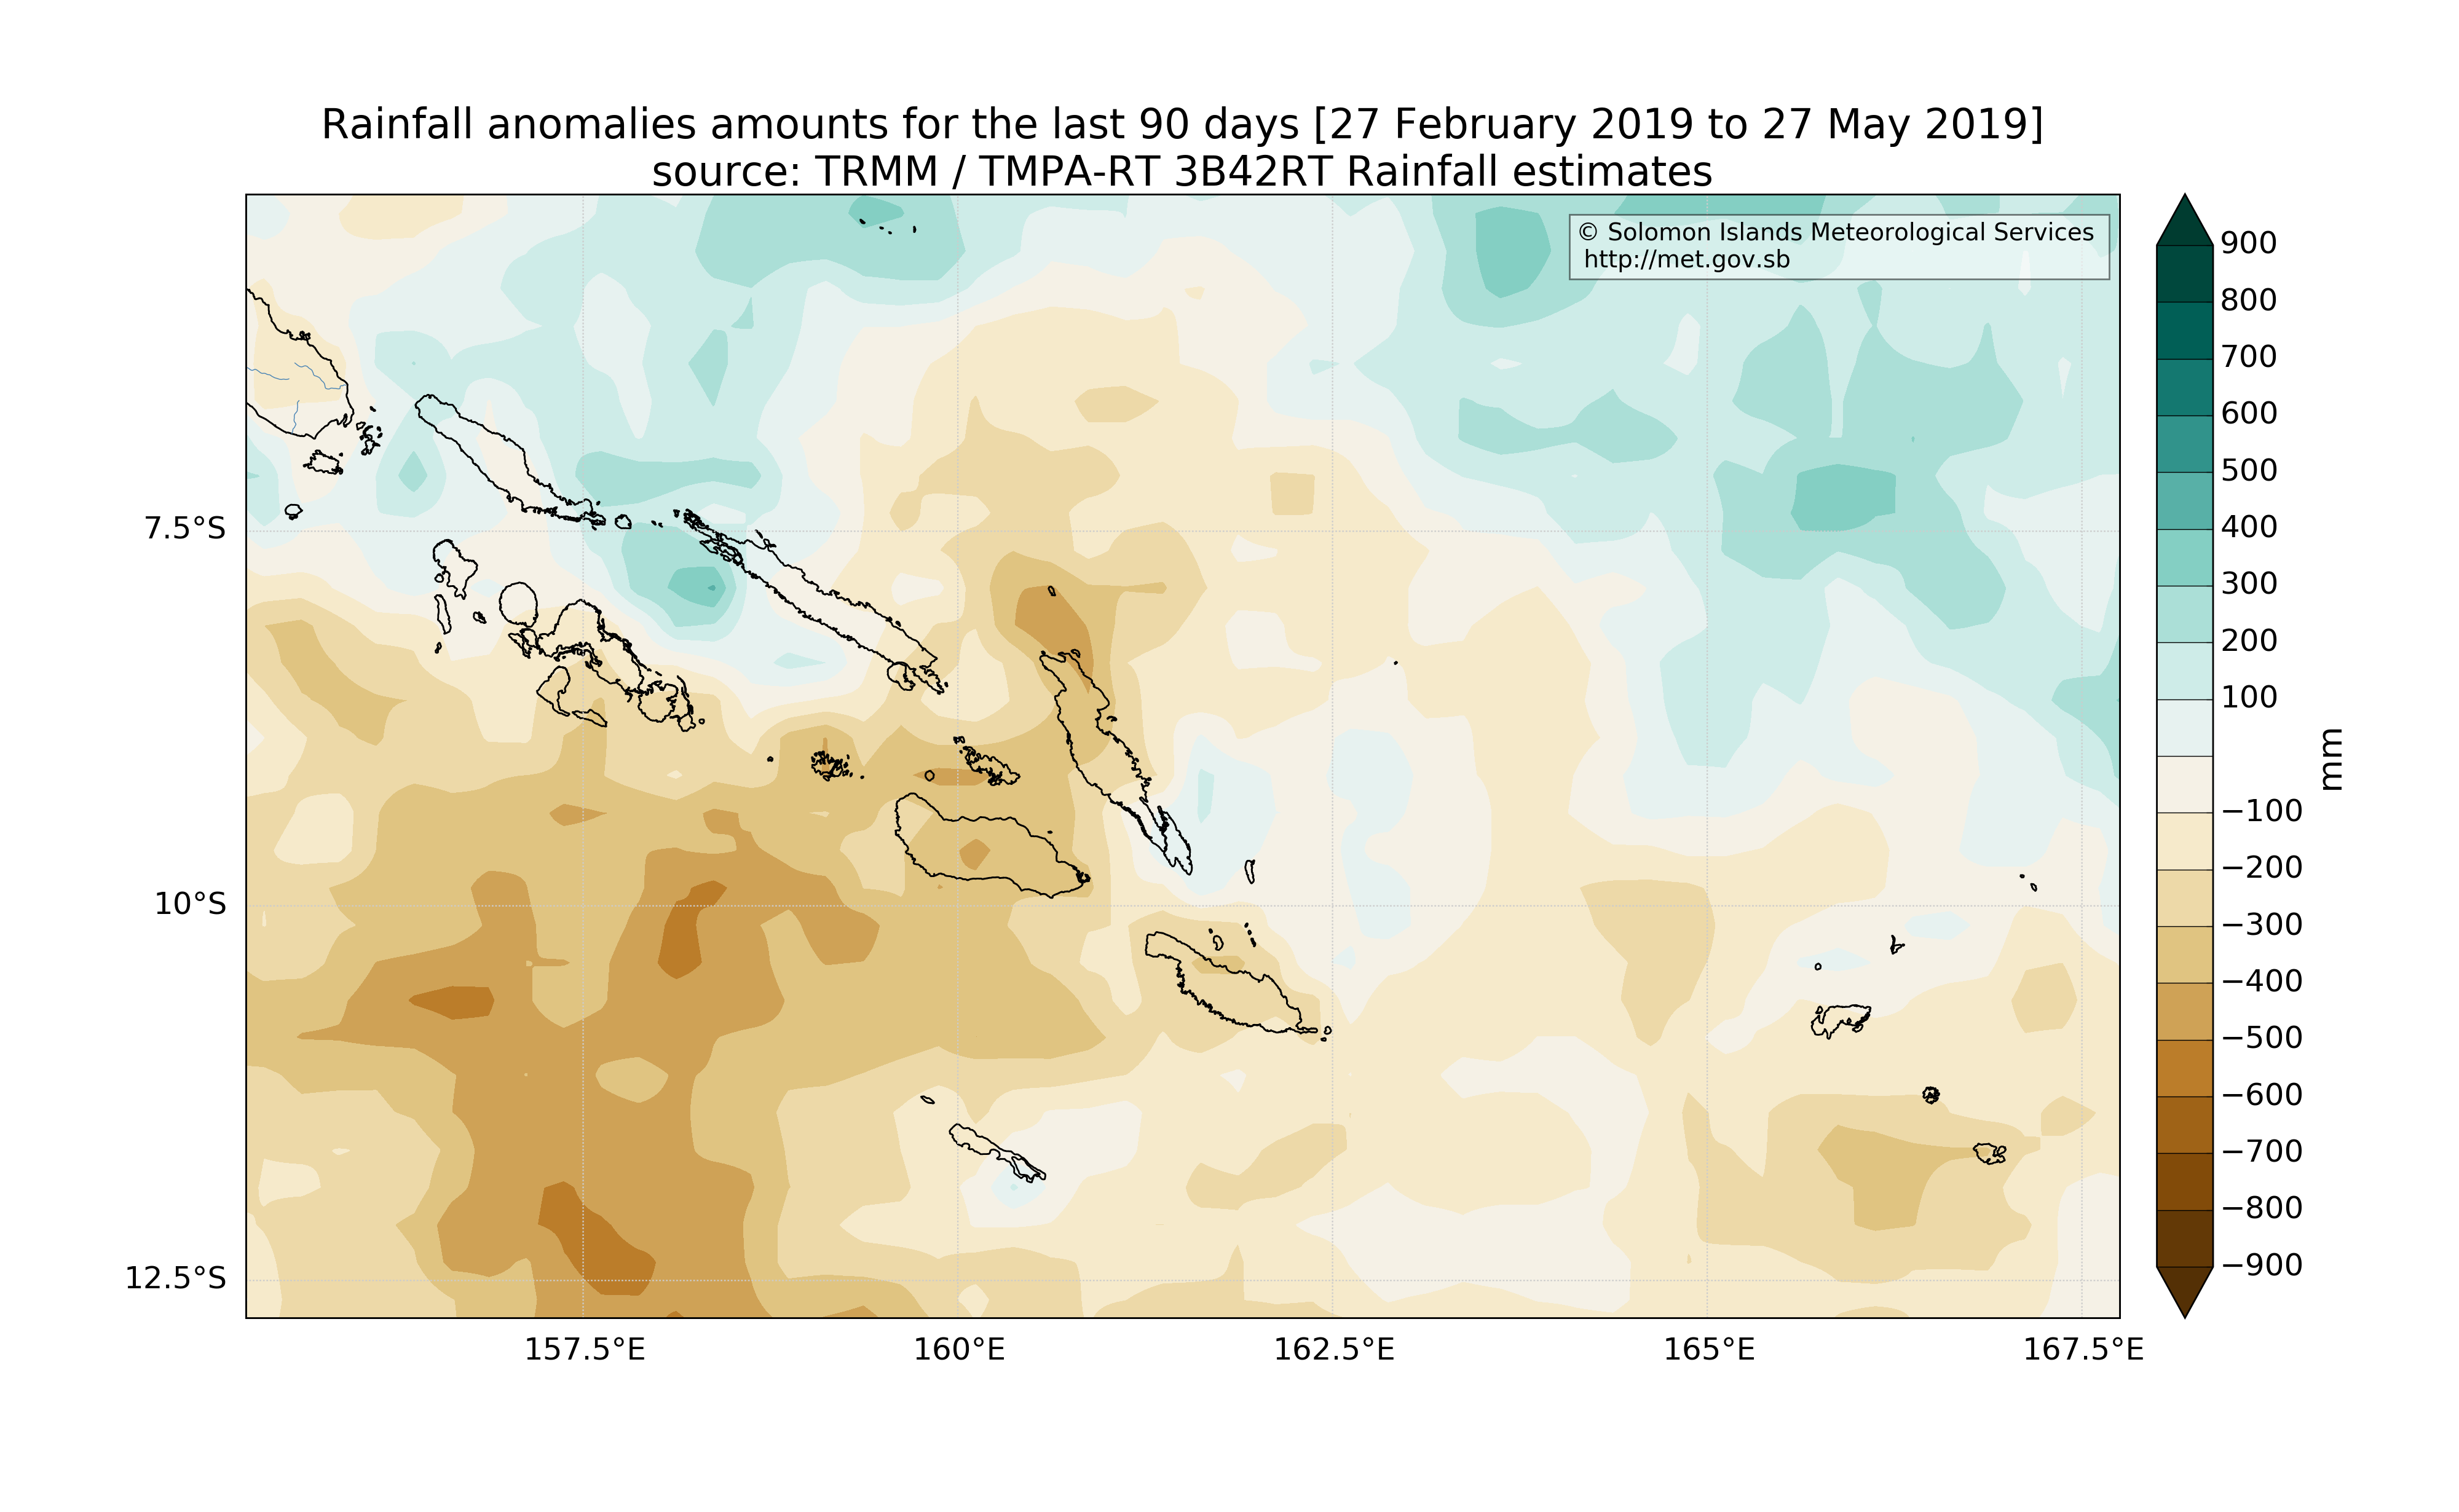 Rainfall anomalies amounts for the last 90 days [27 February 2019 to 27 May 2019]
source: TRMM / TMPA-RT 3B42RT Rainfall estimates
© Solomon Islands Meteorological Services
http://met.gov.sb
7.5°S
10°S
12.5°S
157.5°E
160°E
162.5°E
165°E
167.5°E
900
800
700
600
500
400
300
200
100
−100
−200
−300
−400
−500
−600
−700
−800
−900
mm